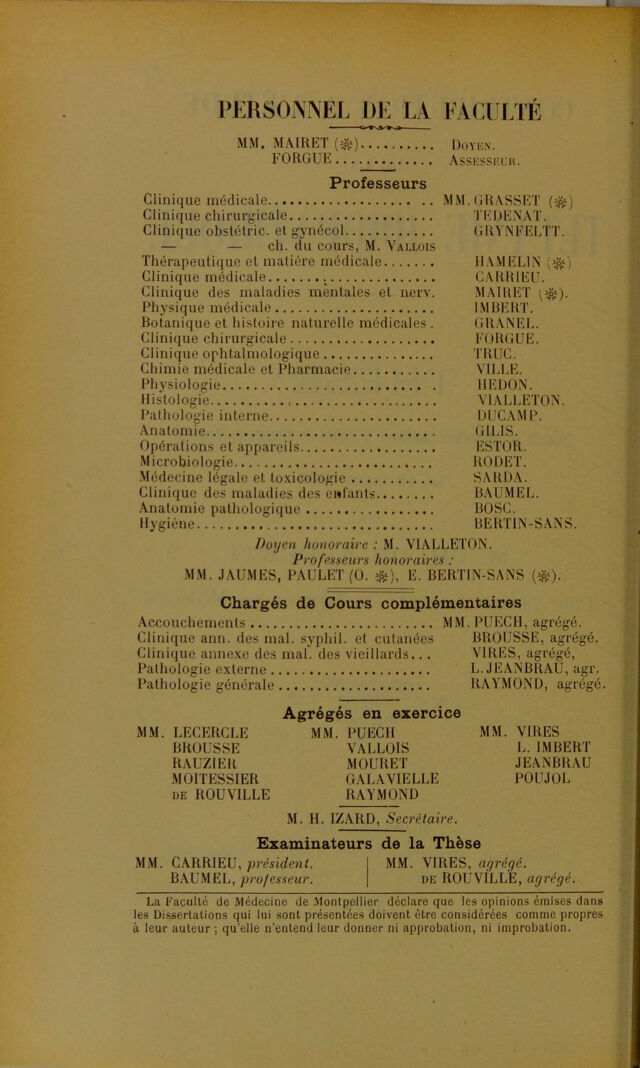 PERSONNEL DE LA FACULTÉ
MM. MAIRET (✻).......... DOYEN.
FORGUE............. ASSESSEUR.
Professeurs
Clinique médicale..................... MM. GRASSET (✻)
Clinique chirurgicale................... TEDENAT.
Clinique obstétric. et gynécol............ GRYNFELTT.
— — ch. du cours, M. VALLOIS
Thérapeutique et matière médicale....... HAMELIN (✻)
Clinique médicale...................... CARRIEU.
Clinique des maladies mentales et nerv. MAIRET (✻).
Physique médicale..................... IMBERT.
Botanique et histoire naturelle médicales. GRANEL.
Clinique chirurgicale................... FORGUE.
Clinique ophtalmologique............... TRUC.
Chimie médicale et Pharmacie........... VILLE.
Physiologie............................ HEDON.
Histologie............................. VIALLETON.
Pathologie interne...................... DUCAMP.
Anatomie.............................. GILIS.
Opérations et appareils.................. ESTOR.
Microbiologie.......................... RODET.
Médecine légale et toxicologie........... SARDA.
Clinique des maladies des enfants........ BAUMEL.
Anatomie pathologique................. BOSC.
Hygiène............................... BERTIN-SANS.
Doyen honoraire : M. VIALLETON.
Professeurs honoraires :
MM. JAUMES, PAULET (O. ✻), E. BERTIN-SANS (✻).
Chargés de Cours complémentaires
Accouchements........................ MM. PUECH, agrégé.
Clinique ann. des mal. syphil. et cutanées BROUSSE, agrégé.
Clinique annexe des mal. des vieillards... VIRES, agrégé,
Pathologie externe..................... L. JEANBRAU, agr.
Pathologie générale.................... RAYMOND, agrégé.
Agrégés en exercice
MM. LECERCLE MM. PUECH MM. VIRES
BROUSSE VALLOIS L. IMBERT
RAUZIER MOURET JEANBRAU
MOITESSIER GALAVIELLE POUJOL
DE ROUVILLE RAYMOND
M. H. IZARD, Secrétaire.
Examinateurs de la Thèse
MM. CARRIEU, président. MM. VIRES, agrégé.
BAUMEL, professeur. DE ROUVILLE, agrégé.
La Faculté de Médecine de Montpellier déclare que les opinions émises dans
les Dissertations qui lui sont présentées doivent être considérées comme propres
à leur auteur ; qu'elle n'entend leur donner ni approbation, ni improbation.